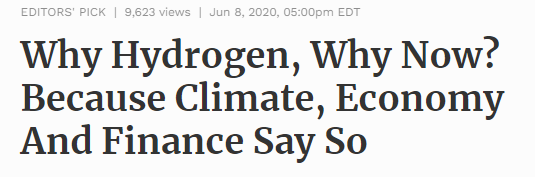 EDITORS' PICK | 9,623 views | Jun 8, 2020, 05:00pm EDT
Why Hydrogen, Why Now?
Because Climate, Economy
And Finance Say So